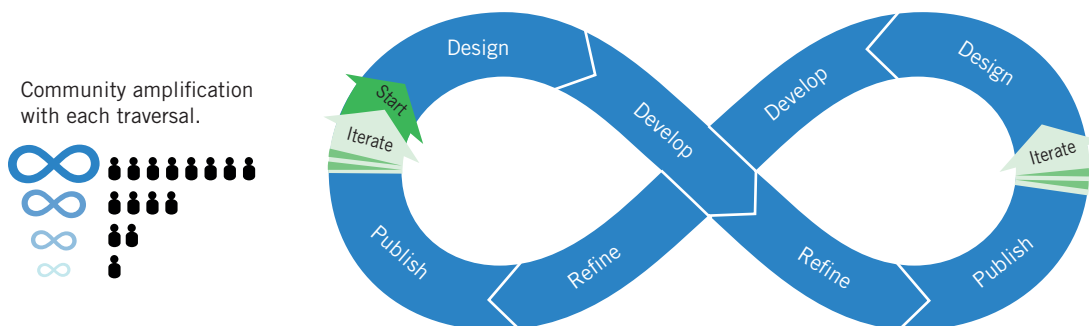 Community amplification
with each traversal.
Start
Iterate
Design
Develop
Refine
Publish
Iterate
Design
Develop
Refine
Publish